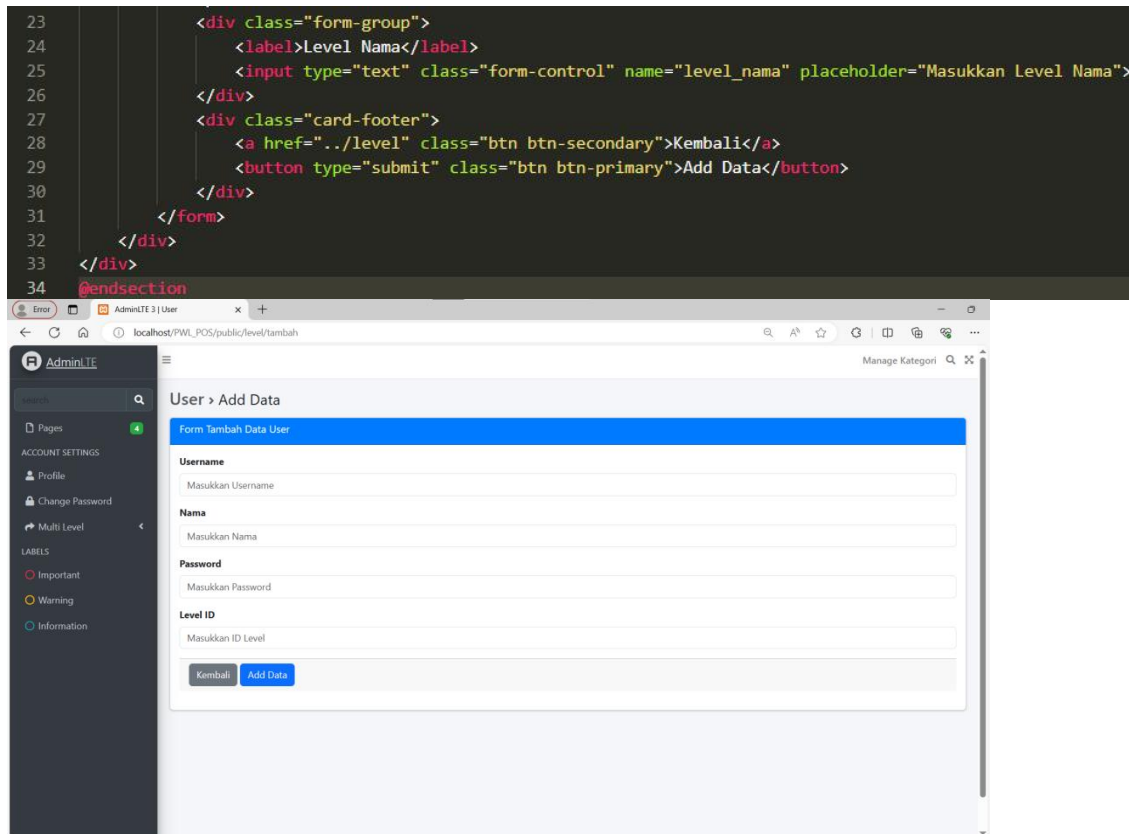 23 <div class="form-group">
24 <label>Level Nama</label>
25 <input type="text" class="form-control" name="level_nama" placeholder="Masukkan Level Nama">
26 </div>
27 <div class="card-footer">
28 <a href="../level" class="btn btn-secondary">Kembali</a>
29 <button type="submit" class="btn btn-primary">Add Data</button>
30 </div>
31 </form>
32 </div>
33 </div>
34 @endsection
Error AdminLTE 3 | User
localhost/PWL_POS/public/level/tambah
AdminLTE
Manage Kategori
search
Pages 4
ACCOUNT SETTINGS
Profile
Change Password
Multi Level
LABELS
Important
Warning
Information
User › Add Data
Form Tambah Data User
Username
Masukkan Username
Nama
Masukkan Nama
Password
Masukkan Password
Level ID
Masukkan ID Level
Kembali Add Data